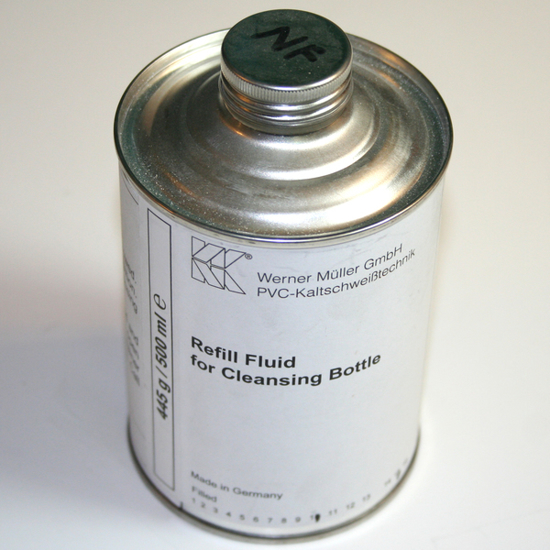 NF
Werner Müller GmbH
PVC-Kaltschweißtechnik
Refill Fluid
for Cleansing Bottle
445 g / 500 ml ℮
Made in Germany
Filled
1 2 3 4 5 6 7 8 9 10 11 12 13